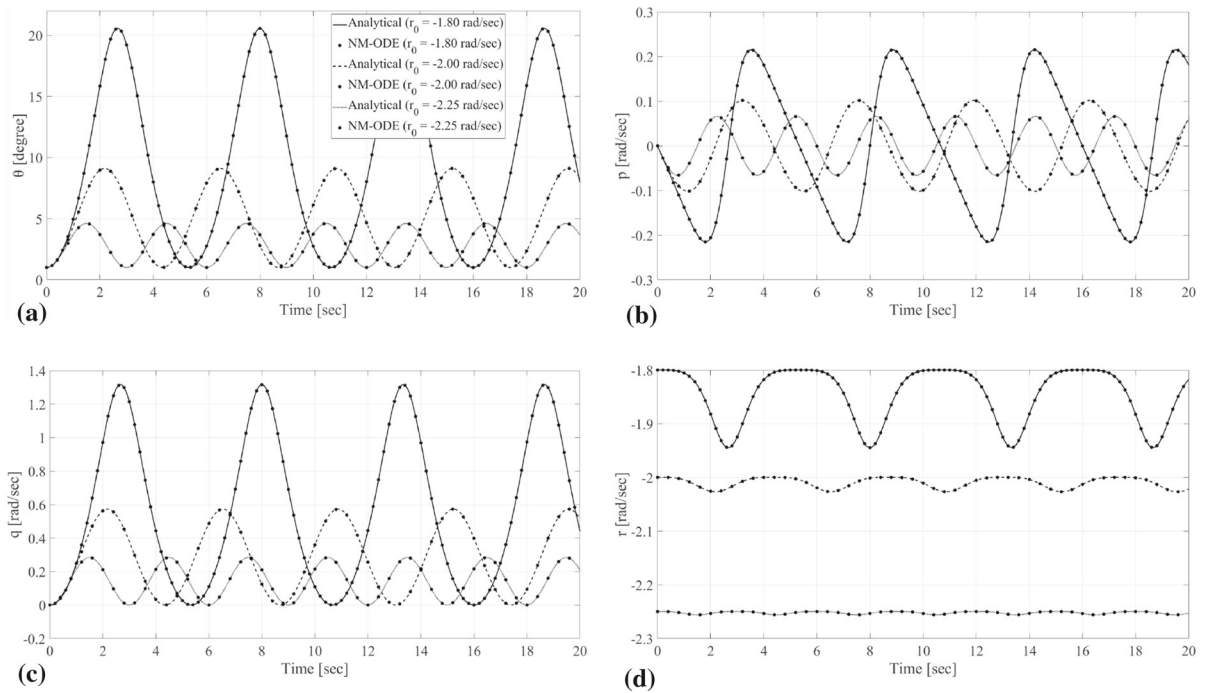 20
15
10
5
0
θ [degree]
Analytical (r0 = -1.80 rad/sec)
NM-ODE (r0 = -1.80 rad/sec)
Analytical (r0 = -2.00 rad/sec)
NM-ODE (r0 = -2.00 rad/sec)
Analytical (r0 = -2.25 rad/sec)
NM-ODE (r0 = -2.25 rad/sec)
0 2 4 6 8 10 12 14 16 18 20
Time [sec]
(a)
0.3
0.2
0.1
0
-0.1
-0.2
-0.3
p [rad/sec]
0 2 4 6 8 10 12 14 16 18 20
Time [sec]
(b)
1.4
1.2
1
0.8
0.6
0.4
0.2
0
-0.2
q [rad/sec]
0 2 4 6 8 10 12 14 16 18 20
Time [sec]
(c)
-1.8
-1.9
-2
-2.1
-2.2
-2.3
r [rad/sec]
0 2 4 6 8 10 12 14 16 18 20
Time [sec]
(d)